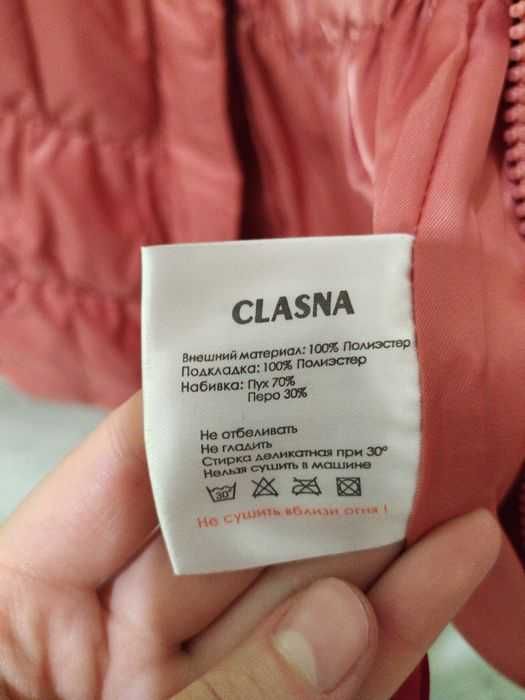 CLASNA
Внешний материал: 100% Полиэстер
Подкладка: 100% Полиэстер
Набивка: Пух 70%
Перо 30%
Не отбеливать
Не гладить
Стирка деликатная при 30°
Нельзя сушить в машине
30°
Не сушить вблизи огня !